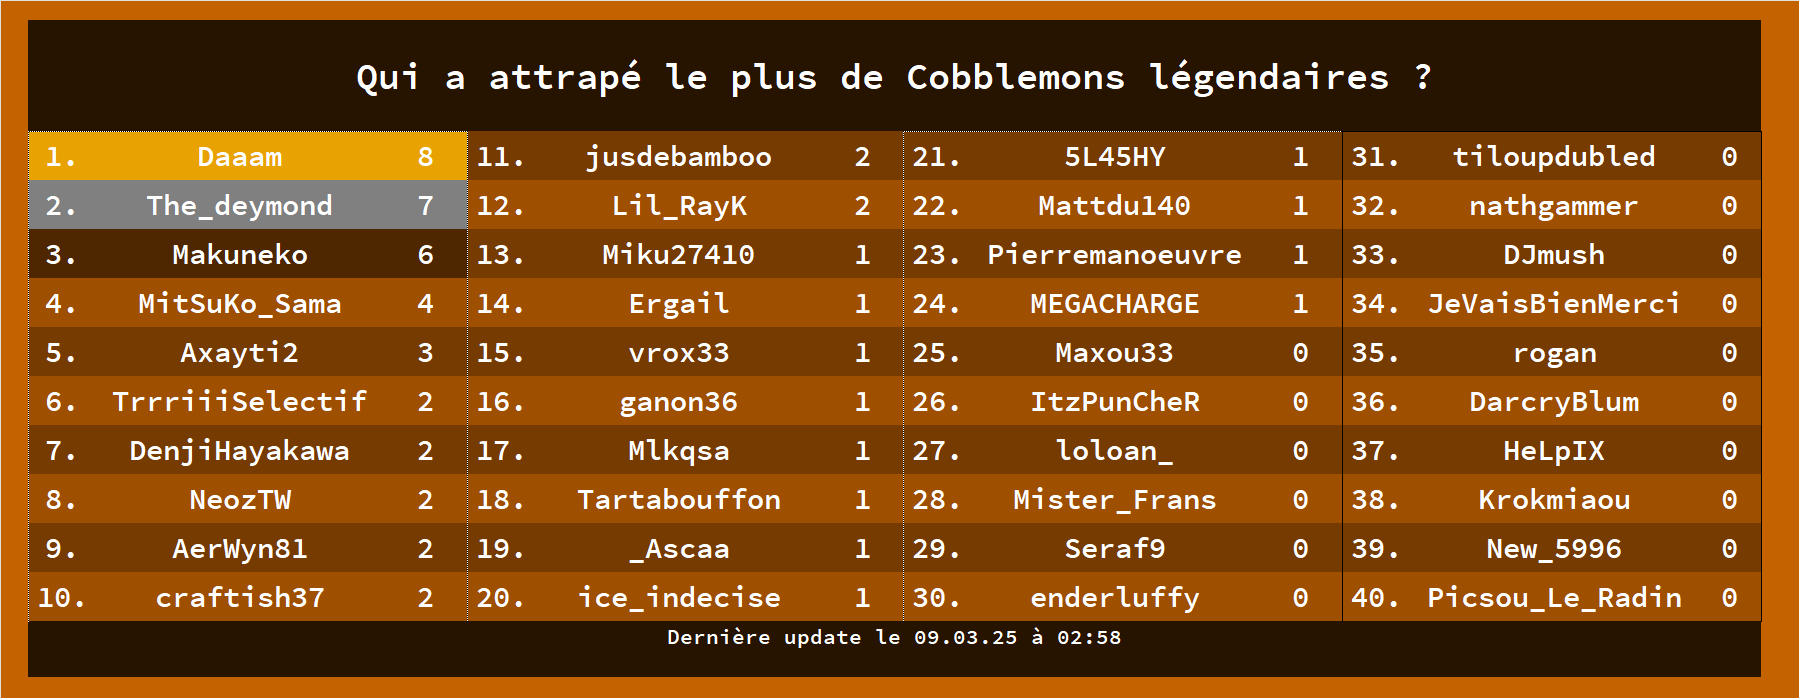 Qui a attrapé le plus de Cobblemons légendaires ?
1. Daaam 8
2. The_deymond 7
3. Makuneko 6
4. MitSuKo_Sama 4
5. Axayti2 3
6. TrrriiiSelectif 2
7. DenjiHayakawa 2
8. NeozTW 2
9. AerWyn81 2
10. craftish37 2
11. jusdebamboo 2
12. Lil_RayK 2
13. Miku27410 1
14. Ergail 1
15. vrox33 1
16. ganon36 1
17. Mlkqsa 1
18. Tartabouffon 1
19. _Ascaa 1
20. ice_indecise 1
21. 5L45HY 1
22. Mattdu140 1
23. Pierremanoeuvre 1
24. MEGACHARGE 1
25. Maxou33 0
26. ItzPunCheR 0
27. loloan_ 0
28. Mister_Frans 0
29. Seraf9 0
30. enderluffy 0
31. tiloupdubled 0
32. nathgammer 0
33. DJmush 0
34. JeVaisBienMerci 0
35. rogan 0
36. DarcryBlum 0
37. HeLpIX 0
38. Krokmiaou 0
39. New_5996 0
40. Picsou_Le_Radin 0
Dernière update le 09.03.25 à 02:58